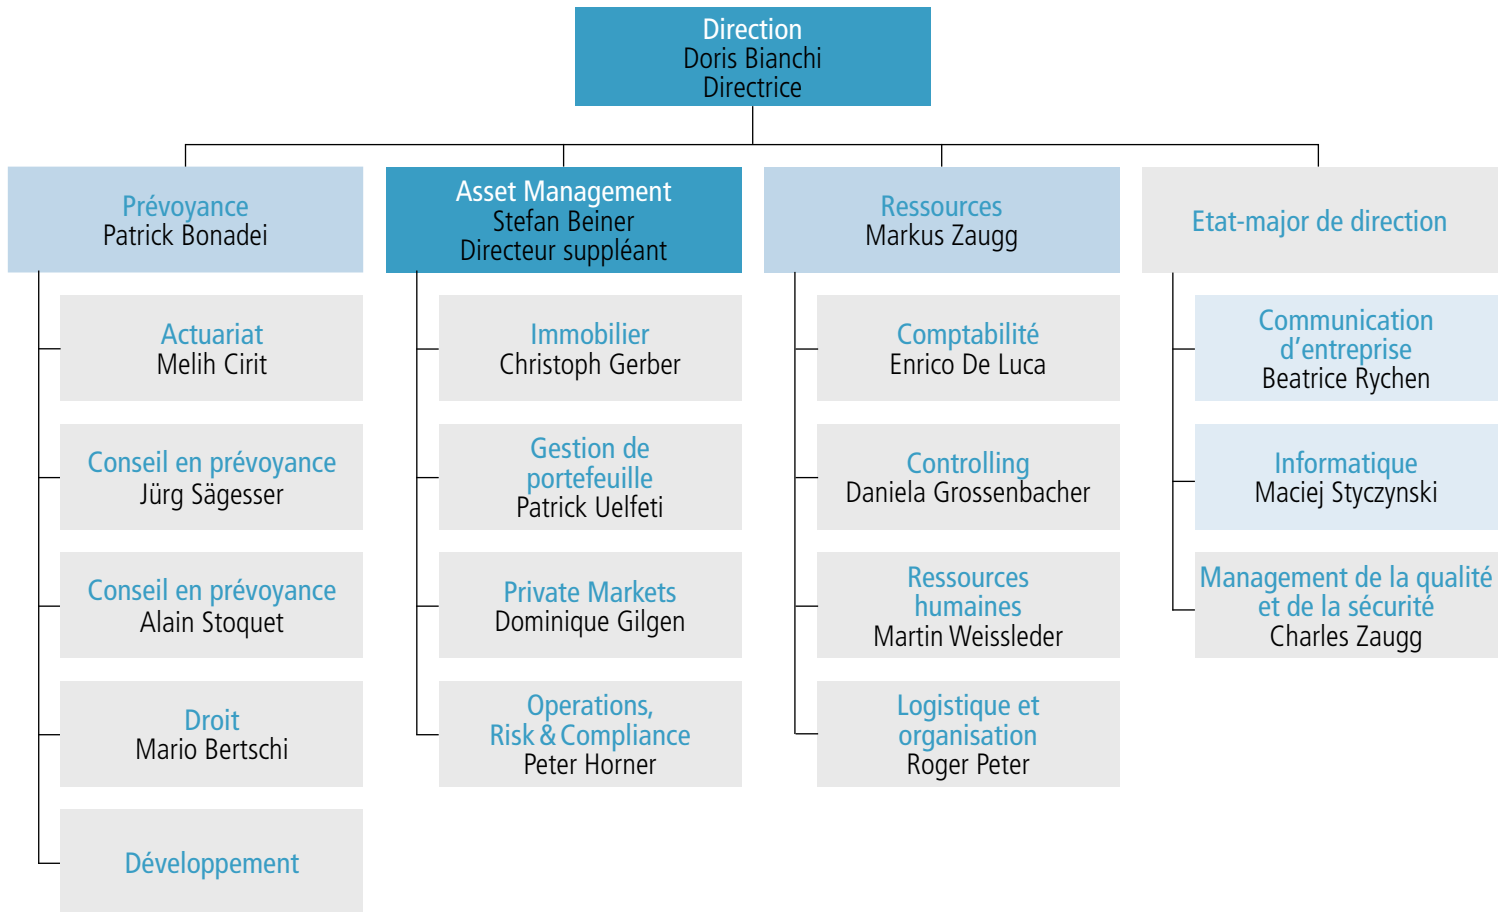 Direction
Doris Bianchi
Directrice
Prévoyance
Patrick Bonadei
Asset Management
Stefan Beiner
Directeur suppléant
Ressources
Markus Zaugg
Etat-major de direction
Actuariat
Melih Cirit
Conseil en prévoyance
Jürg Sägesser
Conseil en prévoyance
Alain Stoquet
Droit
Mario Bertschi
Développement
Immobilier
Christoph Gerber
Gestion de
portefeuille
Patrick Uelfeti
Private Markets
Dominique Gilgen
Operations,
Risk & Compliance
Peter Horner
Comptabilité
Enrico De Luca
Controlling
Daniela Grossenbacher
Ressources
humaines
Martin Weissleder
Logistique et
organisation
Roger Peter
Communication
d’entreprise
Beatrice Rychen
Informatique
Maciej Styczynski
Management de la qualité
et de la sécurité
Charles Zaugg